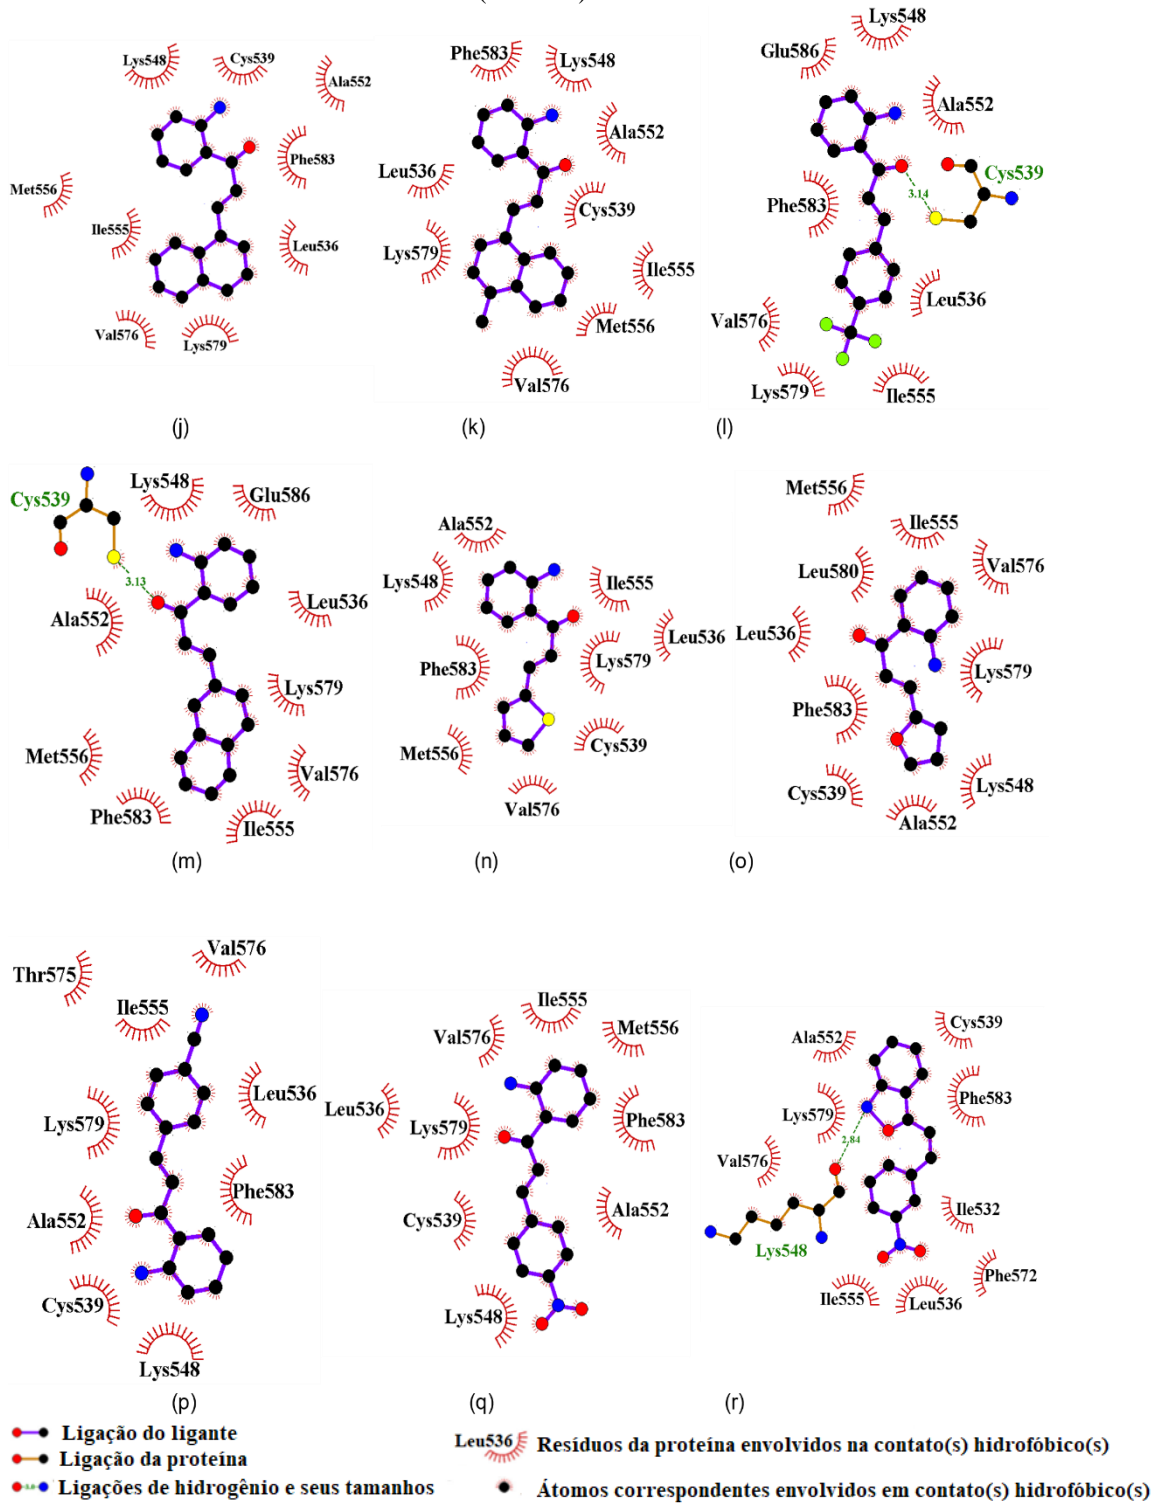 Lys548
Cys539
Ala552
Phe583
Met556
Ile555
Leu536
Val576
Lys579
(j)
Phe583
Lys548
Ala552
Leu536
Cys539
Lys579
Ile555
Met556
Val576
(k)
Lys548
Glu586
Ala552
Cys539
3.14
Phe583
Leu536
Val576
Lys579
Ile555
(l)
Cys539
Lys548
Glu586
3.13
Ala552
Leu536
Lys579
Met556
Val576
Phe583
Ile555
(m)
Ala552
Lys548
Ile555
Leu536
Phe583
Lys579
Met556
Cys539
Val576
(n)
Met556
Ile555
Val576
Leu580
Leu536
Lys579
Phe583
Cys539
Lys548
Ala552
(o)
Val576
Thr575
Ile555
Leu536
Lys579
Phe583
Ala552
Cys539
Lys548
(p)
Ile555
Val576
Met556
Leu536
Lys579
Phe583
Cys539
Ala552
Lys548
(q)
Cys539
Ala552
Phe583
Lys579
2.84
Val576
Ile532
Lys548
Phe572
Ile555
Leu536
(r)
Ligação do ligante
Ligação da proteína
Ligações de hidrogênio e seus tamanhos
Leu536
Resíduos da proteína envolvidos na contato(s) hidrofóbico(s)
Átomos correspondentes envolvidos em contato(s) hidrofóbico(s)